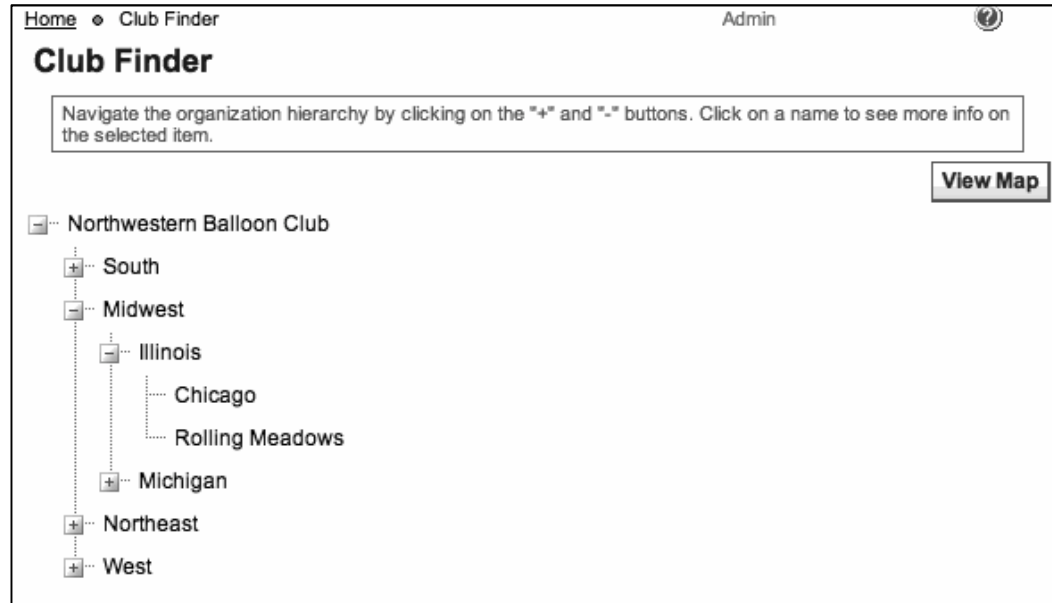 Home Club Finder Admin ?
Club Finder
Navigate the organization hierarchy by clicking on the "+" and "-" buttons. Click on a name to see more info on
the selected item.
View Map
- Northwestern Balloon Club
+ South
- Midwest
- Illinois
Chicago
Rolling Meadows
+ Michigan
+ Northeast
+ West